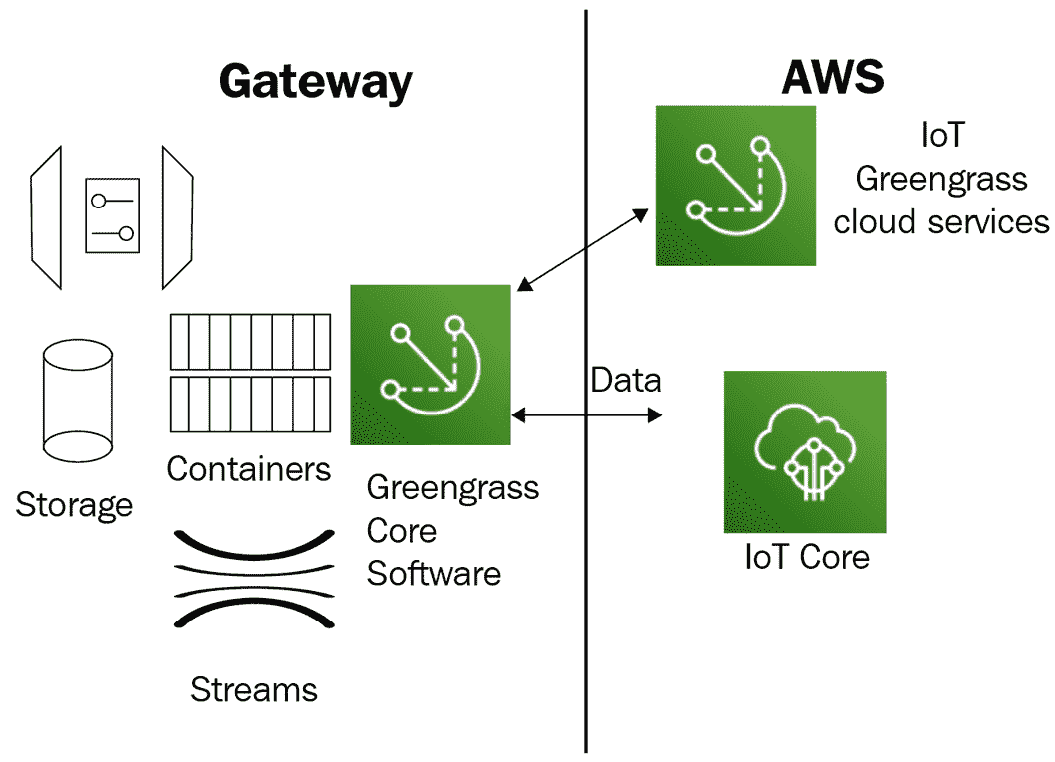 Gateway
AWS
IoT
Greengrass
cloud services
Data
Containers
Storage
Greengrass
Core
Software
IoT Core
Streams